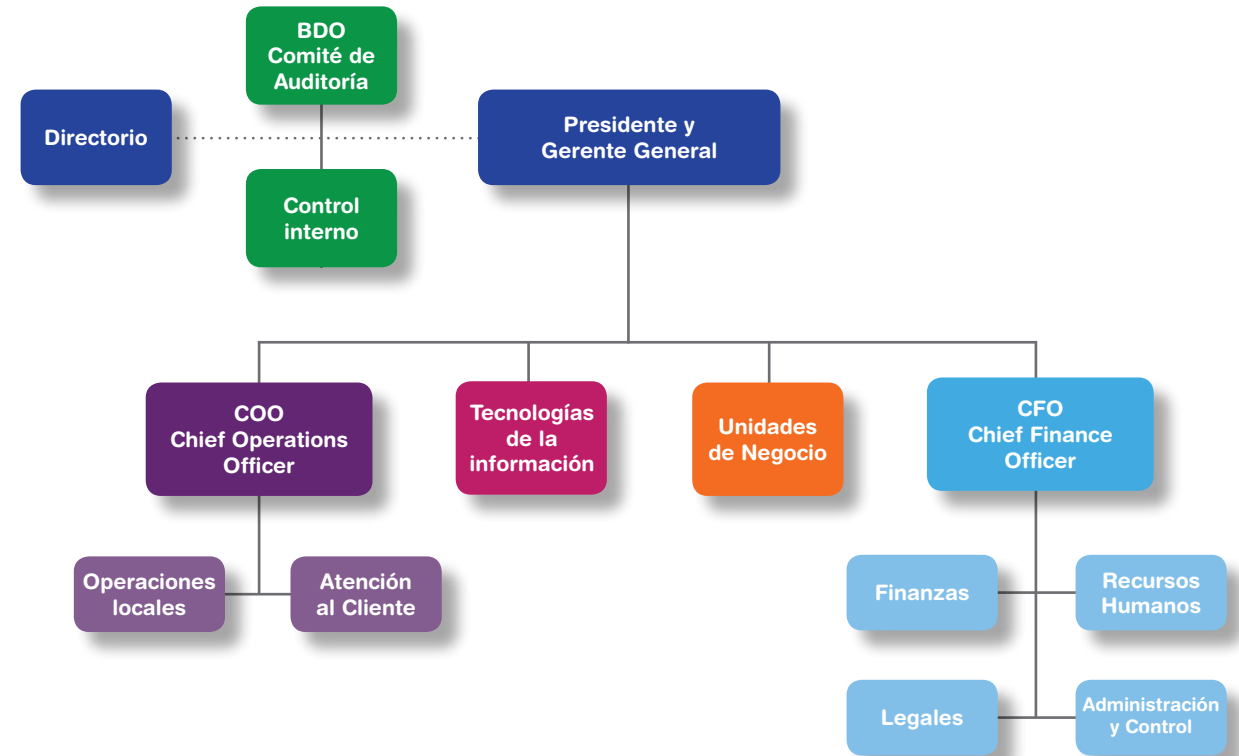 BDO
Comité de
Auditoría
Directorio
Presidente y
Gerente General
Control
interno
COO
Chief Operations
Officer
Tecnologías
de la
información
Unidades
de Negocio
CFO
Chief Finance
Officer
Operaciones
locales
Atención
al Cliente
Finanzas
Recursos
Humanos
Legales
Administración
y Control